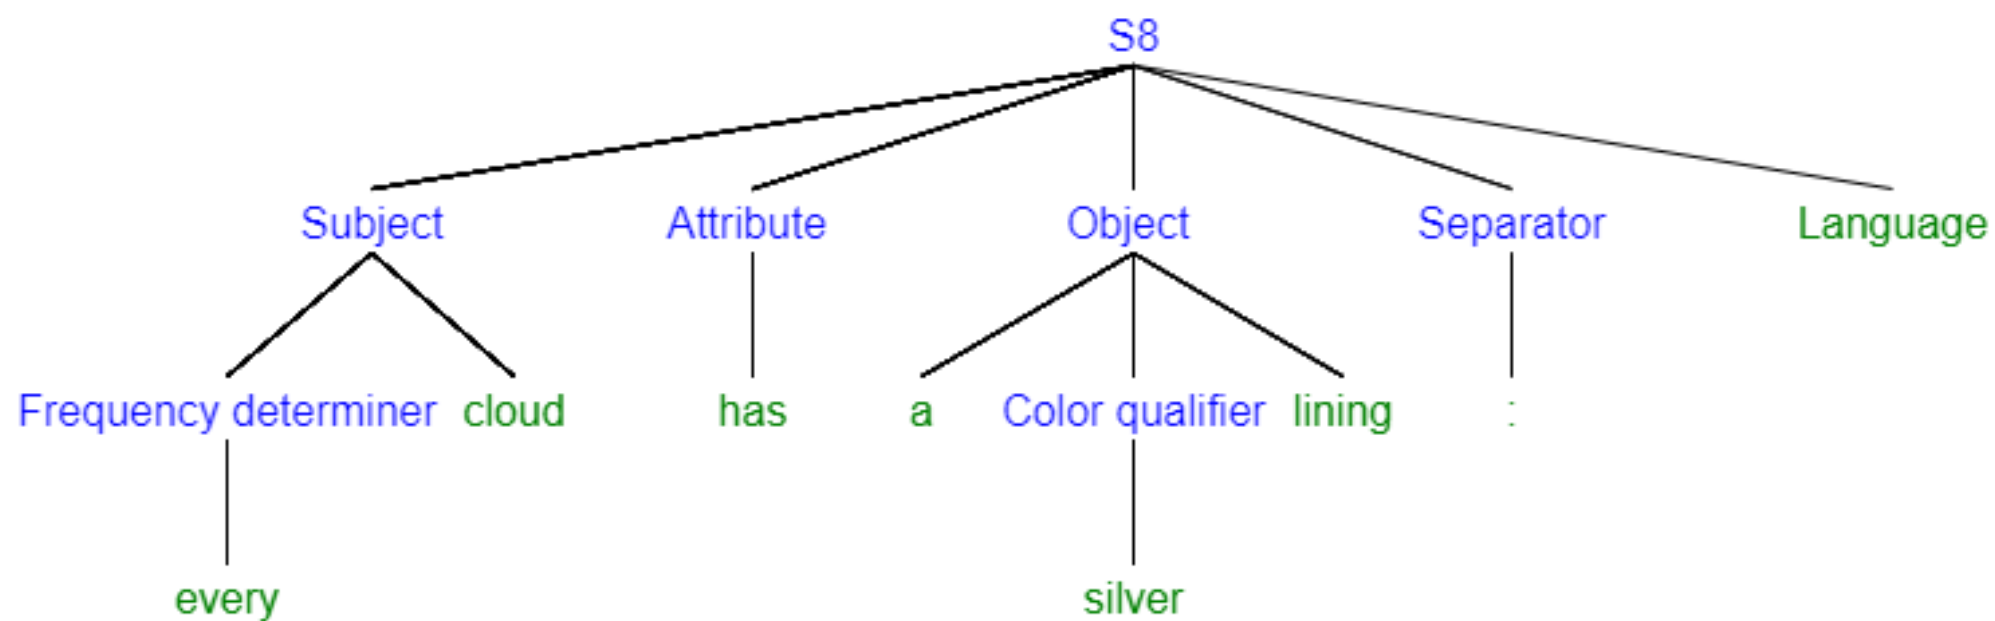 S8
Subject Attribute Object Separator Language
Frequency determiner cloud has a Color qualifier lining :
every silver